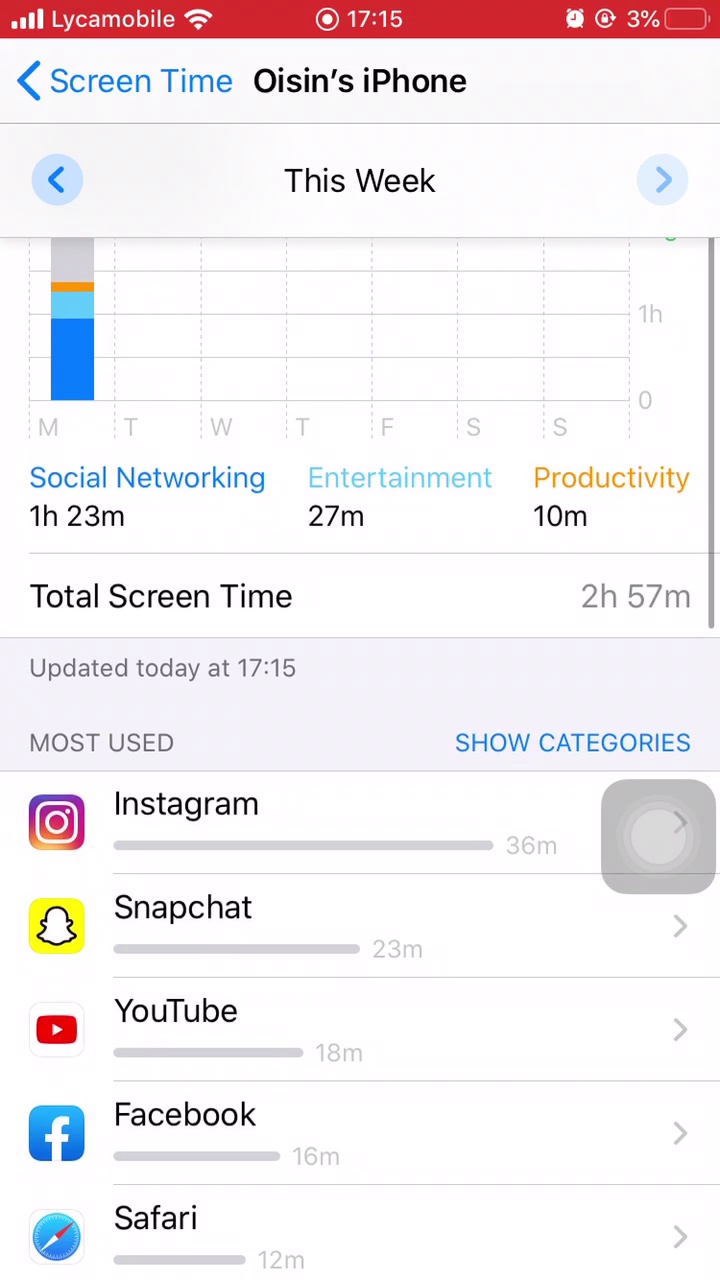 Lycamobile 17:15 3%
Screen Time Oisin's iPhone
This Week
1h
0
M T W T F S S
Social Networking Entertainment Productivity
1h 23m 27m 10m
Total Screen Time 2h 57m
Updated today at 17:15
MOST USED SHOW CATEGORIES
Instagram
36m
Snapchat
23m
YouTube
18m
Facebook
16m
Safari
12m